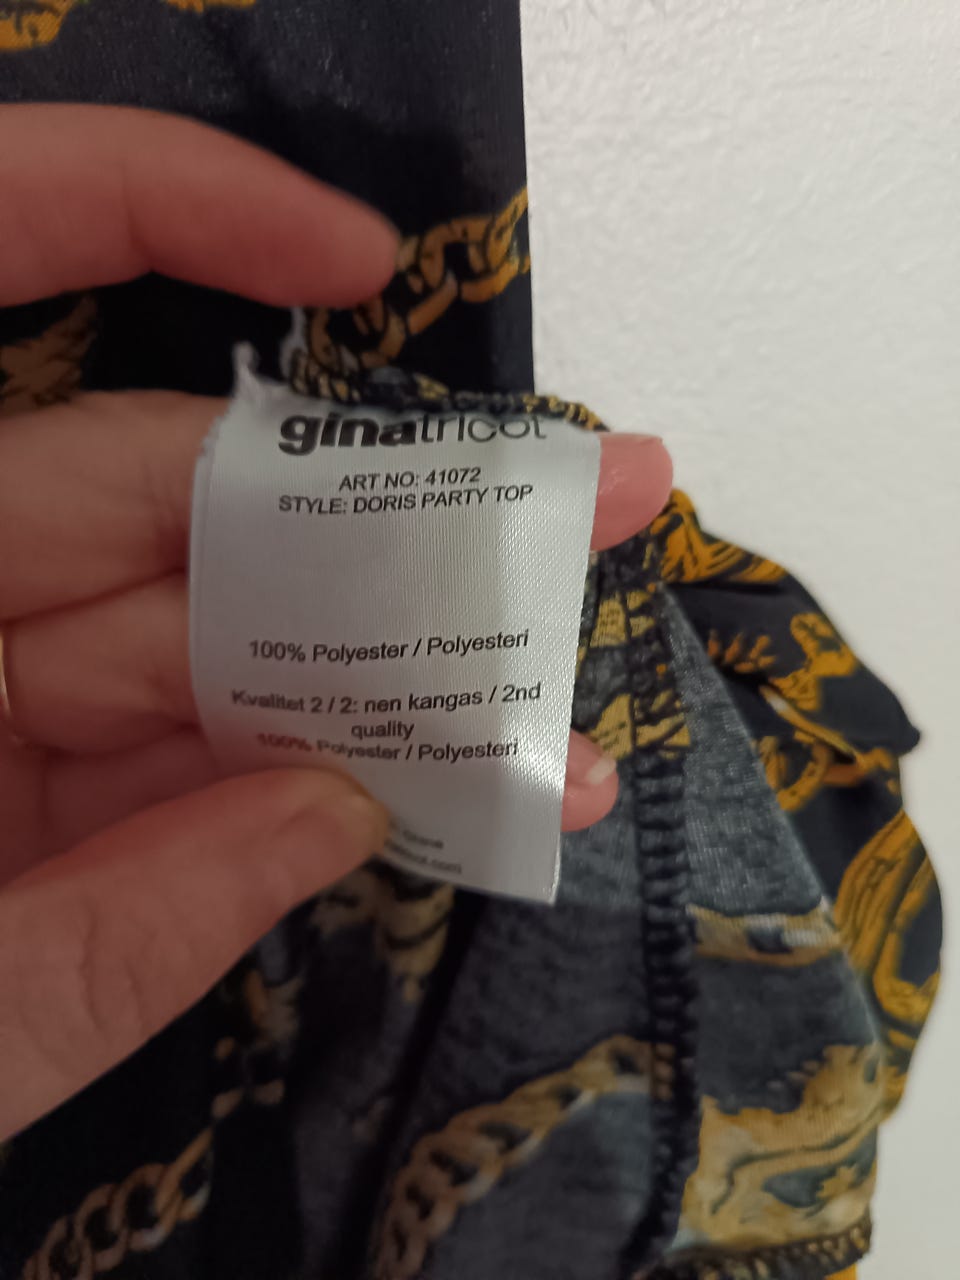 ginatricot
ART NO: 41072
STYLE: DORIS PARTY TOP
100% Polyester / Polyesteri
Kvalitet 2 / 2: nen kangas / 2nd
quality
100% Polyester / Polyesteri